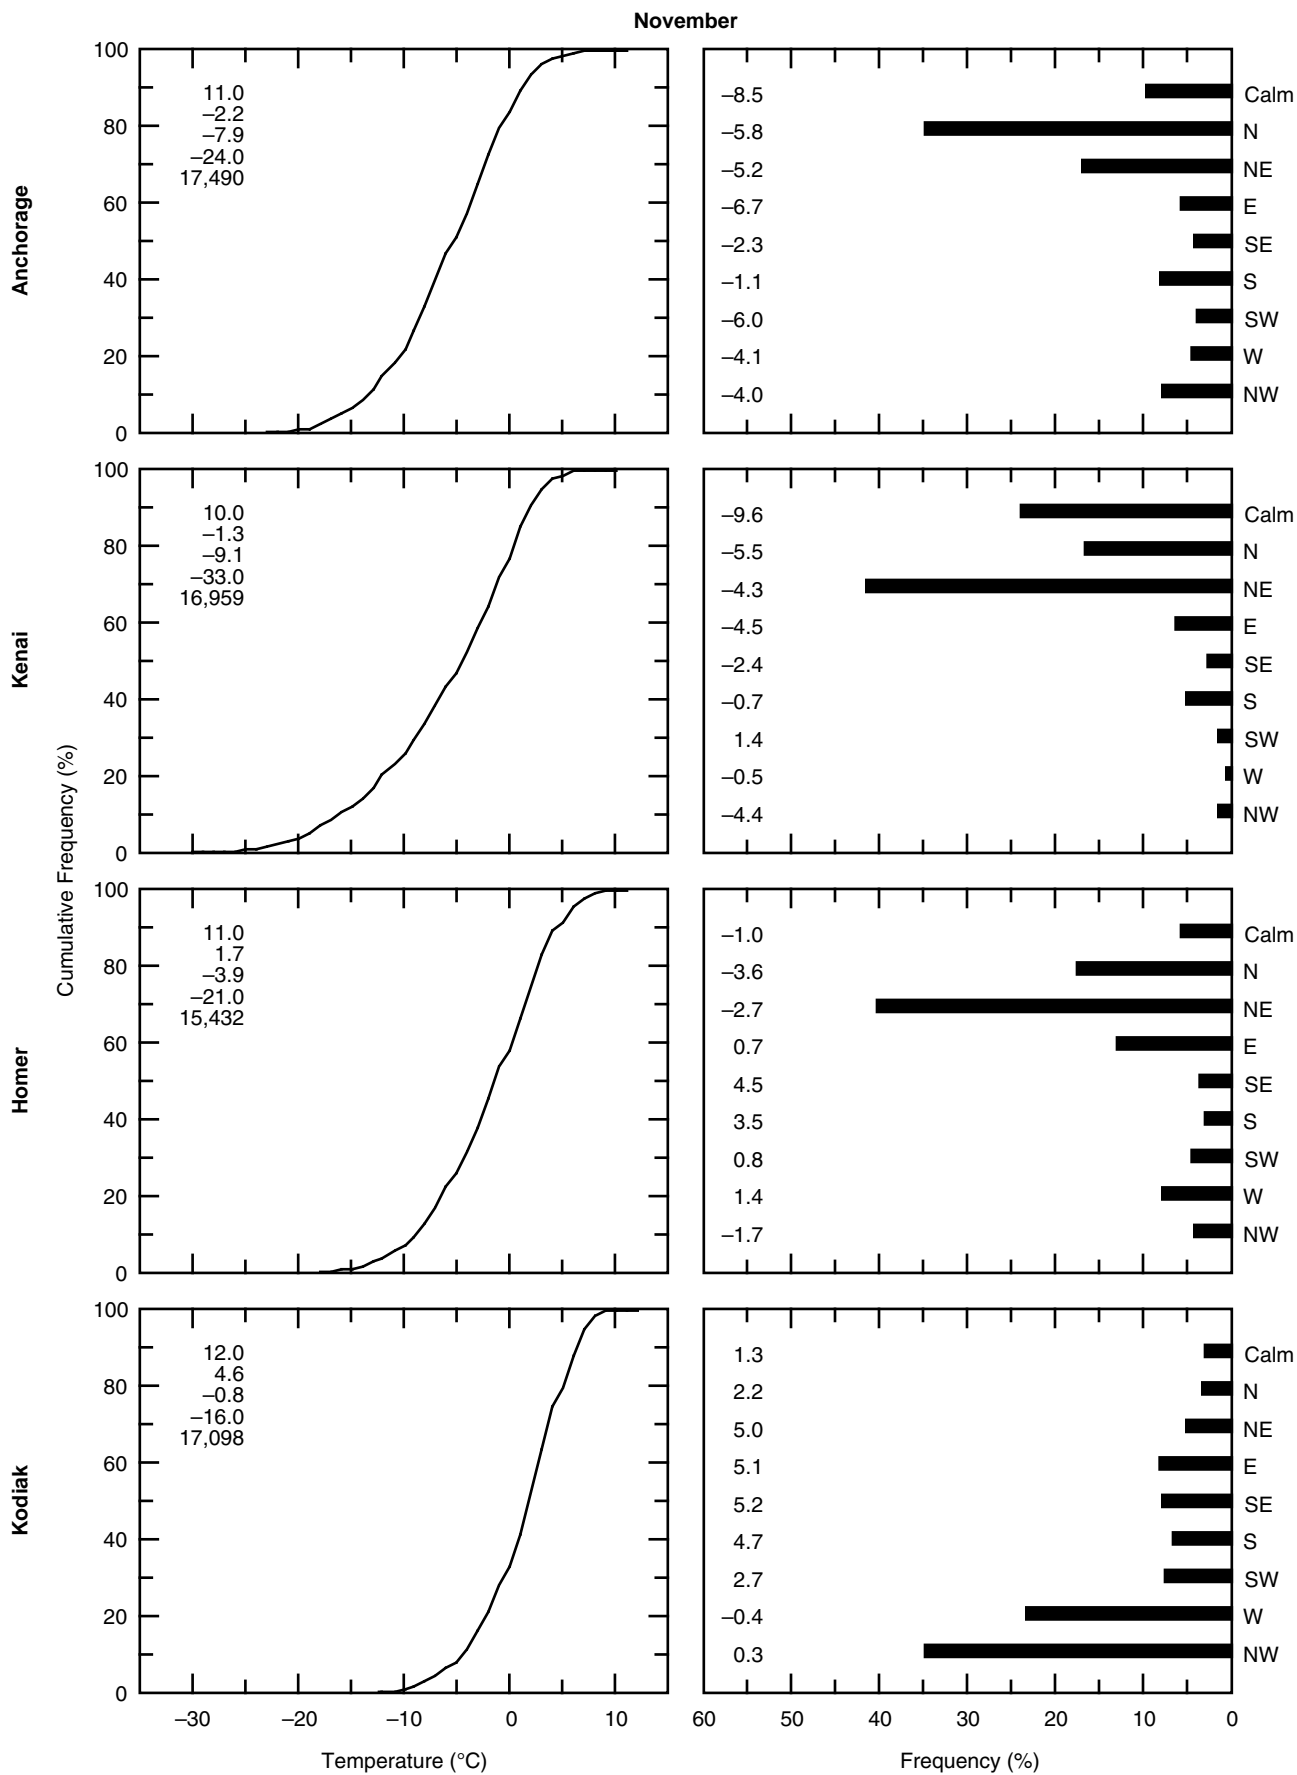 November
Anchorage
100
80
60
40
20
0
11.0
–2.2
–7.9
–24.0
17,490
–8.5 Calm
–5.8 N
–5.2 NE
–6.7 E
–2.3 SE
–1.1 S
–6.0 SW
–4.1 W
–4.0 NW
Kenai
100
80
60
40
20
0
10.0
–1.3
–9.1
–33.0
16,959
–9.6 Calm
–5.5 N
–4.3 NE
–4.5 E
–2.4 SE
–0.7 S
1.4 SW
–0.5 W
–4.4 NW
Cumulative Frequency (%)
Homer
100
80
60
40
20
0
11.0
1.7
–3.9
–21.0
15,432
–1.0 Calm
–3.6 N
–2.7 NE
0.7 E
4.5 SE
3.5 S
0.8 SW
1.4 W
–1.7 NW
Kodiak
100
80
60
40
20
0
12.0
4.6
–0.8
–16.0
17,098
1.3 Calm
2.2 N
5.0 NE
5.1 E
5.2 SE
4.7 S
2.7 SW
–0.4 W
0.3 NW
–30 –20 –10 0 10
60 50 40 30 20 10 0
Temperature (°C)
Frequency (%)